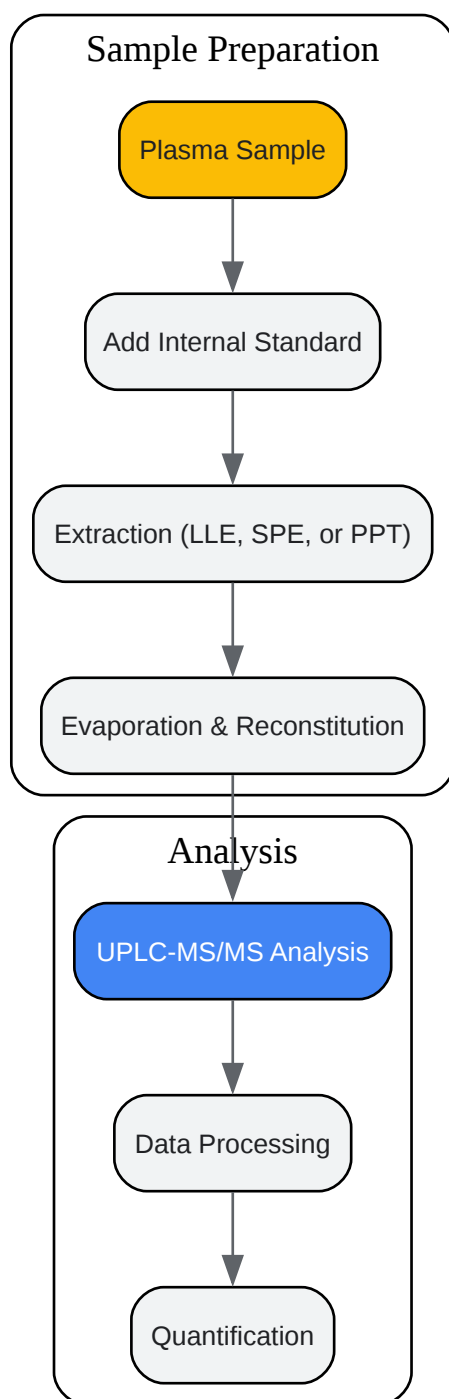 Sample Preparation
Plasma Sample
Add Internal Standard
Extraction (LLE, SPE, or PPT)
Evaporation & Reconstitution
Analysis
UPLC-MS/MS Analysis
Data Processing
Quantification